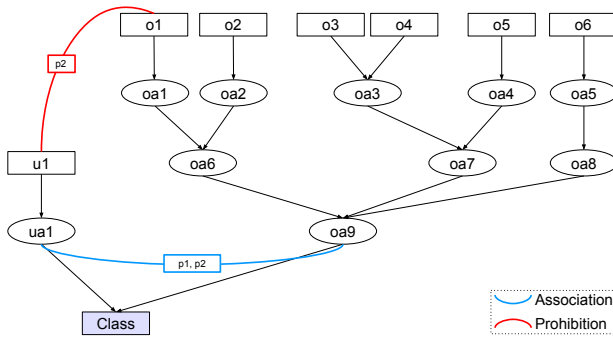 o1
o2
o3
o4
o5
o6
p2
oa1
oa2
oa3
oa4
oa5
u1
oa6
oa7
oa8
ua1
oa9
p1, p2
Class
Association
Prohibition